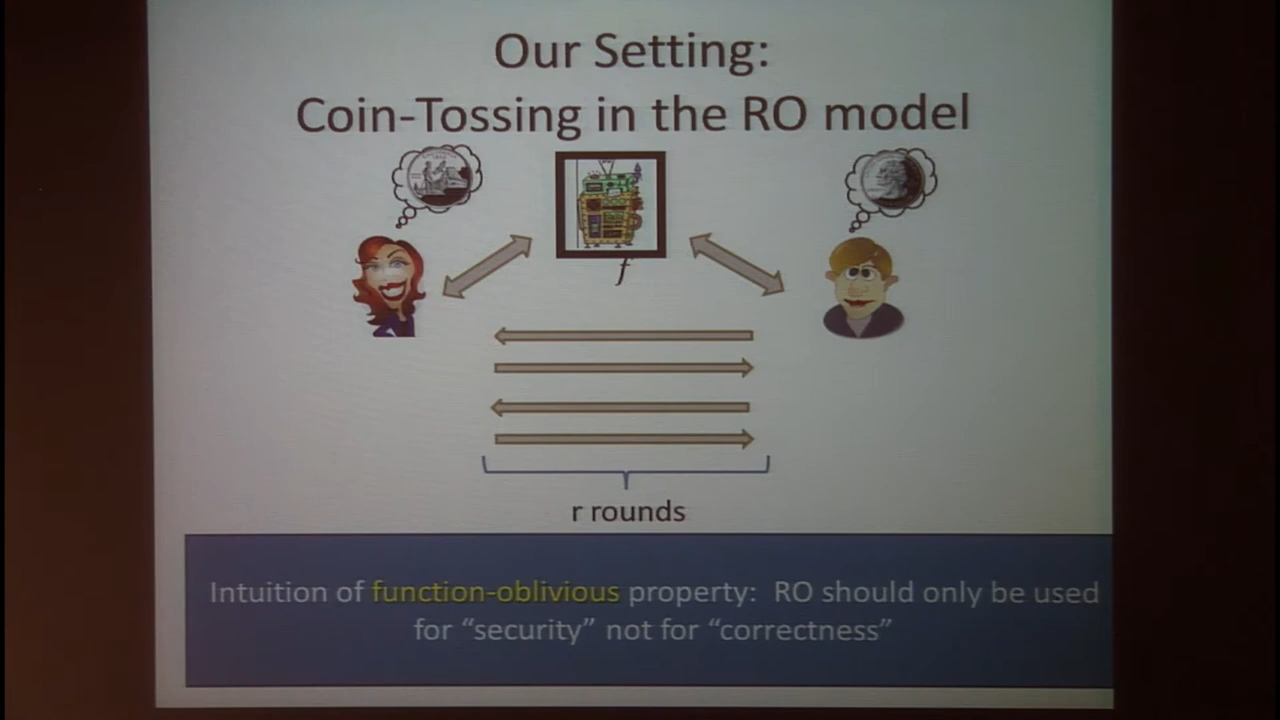 Our Setting:
Coin-Tossing in the RO model
f
r rounds
Intuition of function-oblivious property: RO should only be used
for “security” not for “correctness”